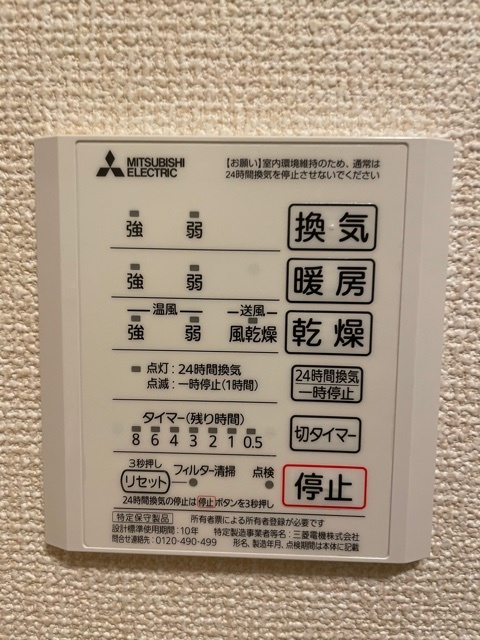 MITSUBISHI
ELECTRIC
【お願い】室内環境維持のため、通常は
24時間換気を停止させないでください
強 弱 換気
強 弱 暖房
温風 送風
強 弱 風乾燥 乾燥
点灯:24時間換気
点滅:一時停止(1時間)
24時間換気
一時停止
タイマー(残り時間)
8 6 4 3 2 1 0.5
切タイマー
3秒押し
リセット フィルター清掃 点検
停止
24時間換気の停止は停止ボタンを3秒押し
特定保守製品 所有者票による所有者登録が必要です
設計標準使用期間:10年 特定製造事業者等名:三菱電機株式会社
問合せ連絡先:0120-490-499 形名、製造年月、点検期間は本体に記載